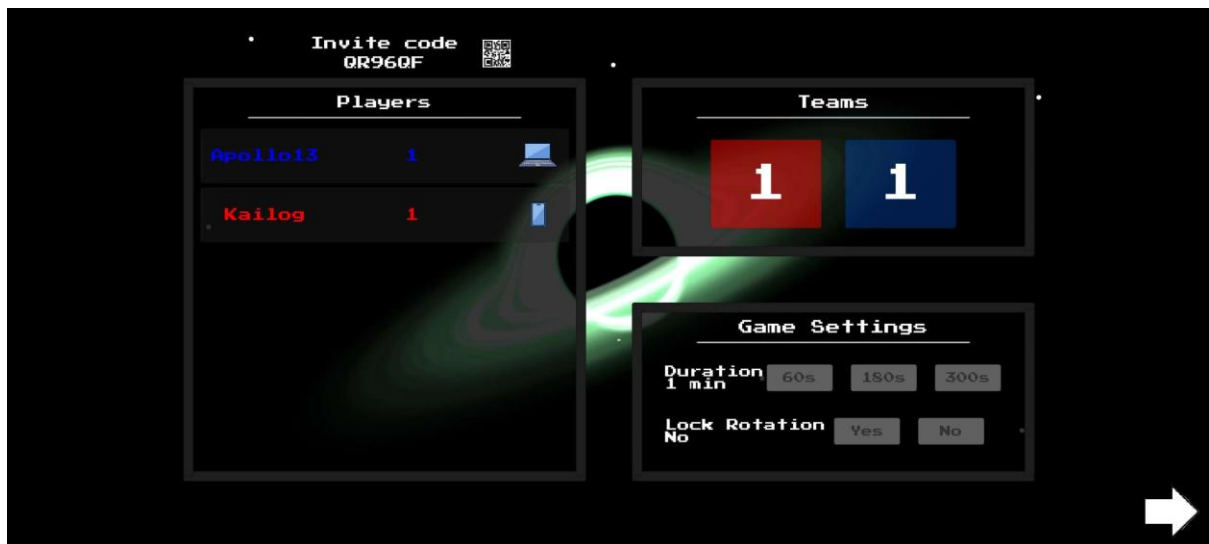 Invite code
QR96QF
Players
Apollo13 1
Kailog 1
Teams
1 1
Game Settings
Duration 60s 180s 300s
1 min
Lock Rotation Yes No
No